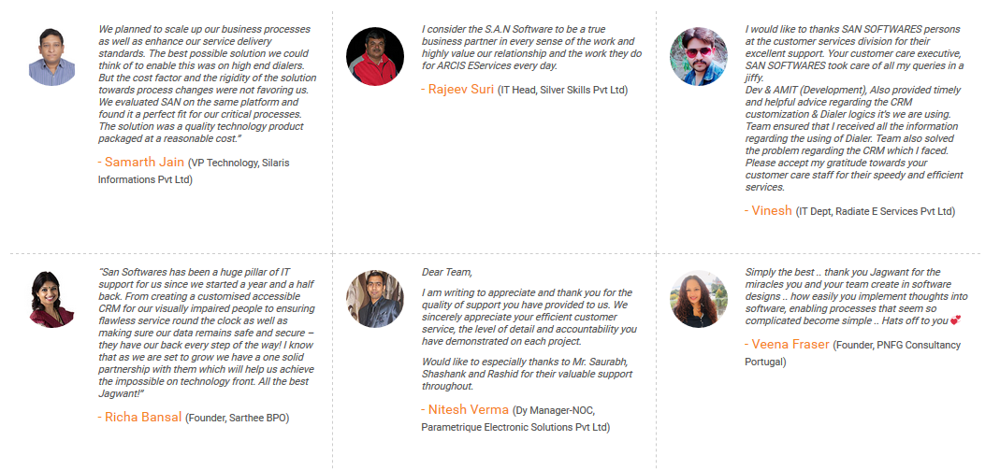 We planned to scale up our business processes
as well as enhance our service delivery
standards. The best possible solution we could
think of to enable this was on high end dialers.
But the cost factor and the rigidity of the solution
towards process changes were not favoring us.
We evaluated SAN on the same platform and
found it a perfect fit for our critical processes.
The solution was a quality technology product
packaged at a reasonable cost.”
- Samarth Jain (VP Technology, Silaris
Informations Pvt Ltd)
I consider the S.A.N Software to be a true
business partner in every sense of the work and
highly value our relationship and the work they do
for ARCIS EServices every day.
- Rajeev Suri (IT Head, Silver Skills Pvt Ltd)
I would like to thanks SAN SOFTWARES persons
at the customer services division for their
excellent support. Your customer care executive,
SAN SOFTWARES took care of all my queries in a
jiffy.
Dev & AMIT (Development), Also provided timely
and helpful advice regarding the CRM
customization & Dialer logics it's we are using.
Team ensured that I received all the information
regarding the using of Dialer. Team also solved
the problem regarding the CRM which I faced.
Please accept my gratitude towards your
customer care staff for their speedy and efficient
services.
- Vinesh (IT Dept, Radiate E Services Pvt Ltd)
“San Softwares has been a huge pillar of IT
support for us since we started a year and a half
back. From creating a customised accessible
CRM for our visually impaired people to ensuring
flawless service round the clock as well as
making sure our data remains safe and secure –
they have our back every step of the way! I know
that as we are set to grow we have a one solid
partnership with them which will help us achieve
the impossible on technology front. All the best
Jagwant!”
- Richa Bansal (Founder, Sarthee BPO)
Dear Team,
I am writing to appreciate and thank you for the
quality of support you have provided to us. We
sincerely appreciate your efficient customer
service, the level of detail and accountability you
have demonstrated on each project.
Would like to especially thanks to Mr. Saurabh,
Shashank and Rashid for their valuable support
throughout.
- Nitesh Verma (Dy Manager-NOC,
Parametrique Electronic Solutions Pvt Ltd)
Simply the best .. thank you Jagwant for the
miracles you and your team create in software
designs .. how easily you implement thoughts into
software, enabling processes that seem so
complicated become simple .. Hats off to you 💕
- Veena Fraser (Founder, PNFG Consultancy
Portugal)